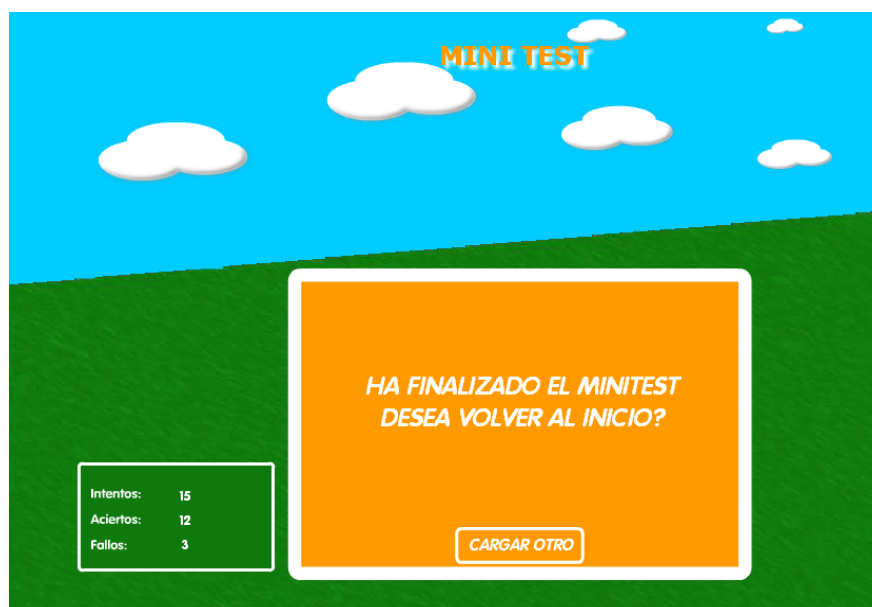 MINI TEST
HA FINALIZADO EL MINITEST
DESEA VOLVER AL INICIO?
Intentos: 15
Aciertos: 12
Fallos: 3
CARGAR OTRO